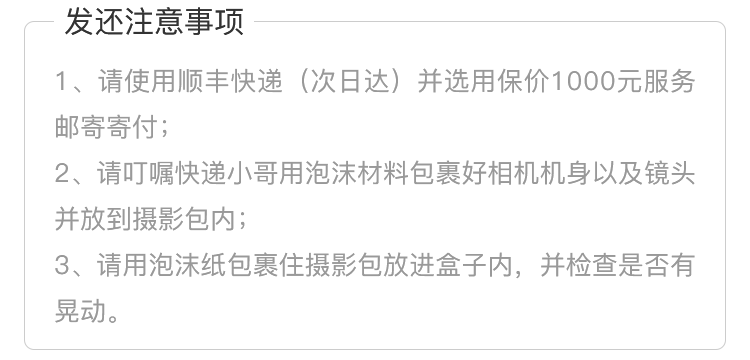 发还注意事项
1、请使用顺丰快递（次日达）并选用保价1000元服务
邮寄寄付；
2、请叮嘱快递小哥用泡沫材料包裹好相机机身以及镜头
并放到摄影包内；
3、请用泡沫纸包裹住摄影包放进盒子内，并检查是否有
晃动。